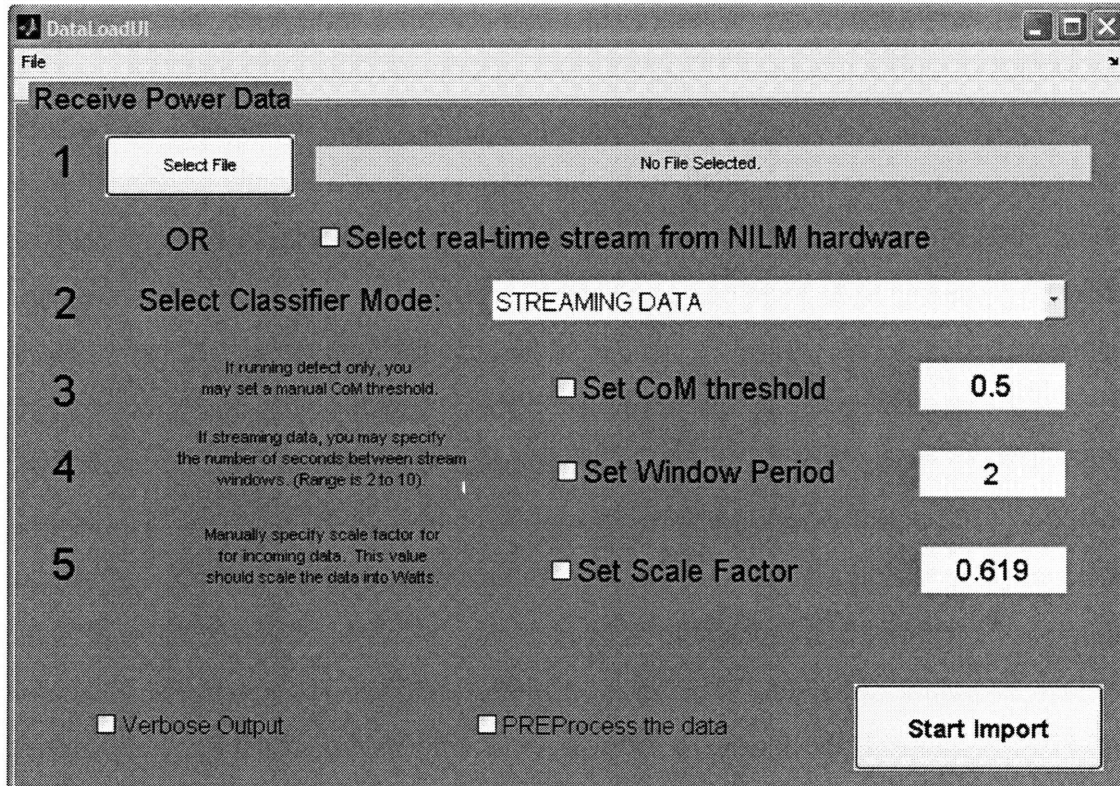 DataLoadUI
File
Receive Power Data
1 Select File No File Selected.
OR Select real-time stream from NILM hardware
2 Select Classifier Mode: STREAMING DATA
3 If running detect only, you
may set a manual CoM threshold.
Set CoM threshold 0.5
4 If streaming data, you may specify
the number of seconds between stream
windows. (Range is 2 to 10).
Set Window Period 2
5 Manually specify scale factor for
for incoming data. This value
should scale the data into Watts.
Set Scale Factor 0.619
Verbose Output PREProcess the data Start Import